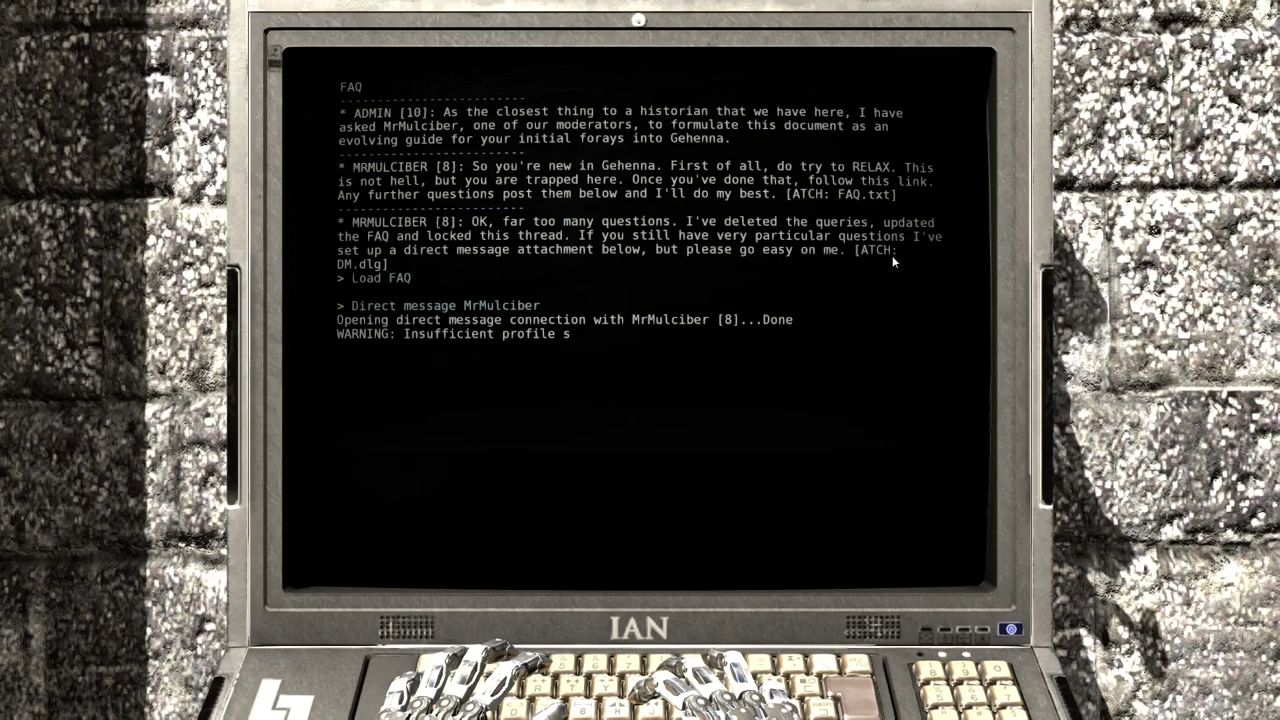 FAQ
-------------------------
* ADMIN [10]: As the closest thing to a historian that we have here, I have
asked MrMulciber, one of our moderators, to formulate this document as an
evolving guide for your initial forays into Gehenna.
-------------------------
* MRMULCIBER [8]: So you're new in Gehenna. First of all, do try to RELAX. This
is not hell, but you are trapped here. Once you've done that, follow this link.
Any further questions post them below and I'll do my best. [ATCH: FAQ.txt]
-------------------------
* MRMULCIBER [8]: OK, far too many questions. I've deleted the queries, updated
the FAQ and locked this thread. If you still have very particular questions I've
set up a direct message attachment below, but please go easy on me. [ATCH:
DM.dlg]
> Load FAQ
> Direct message MrMulciber
Opening direct message connection with MrMulciber [8]...Done
WARNING: Insufficient profile s
IAN